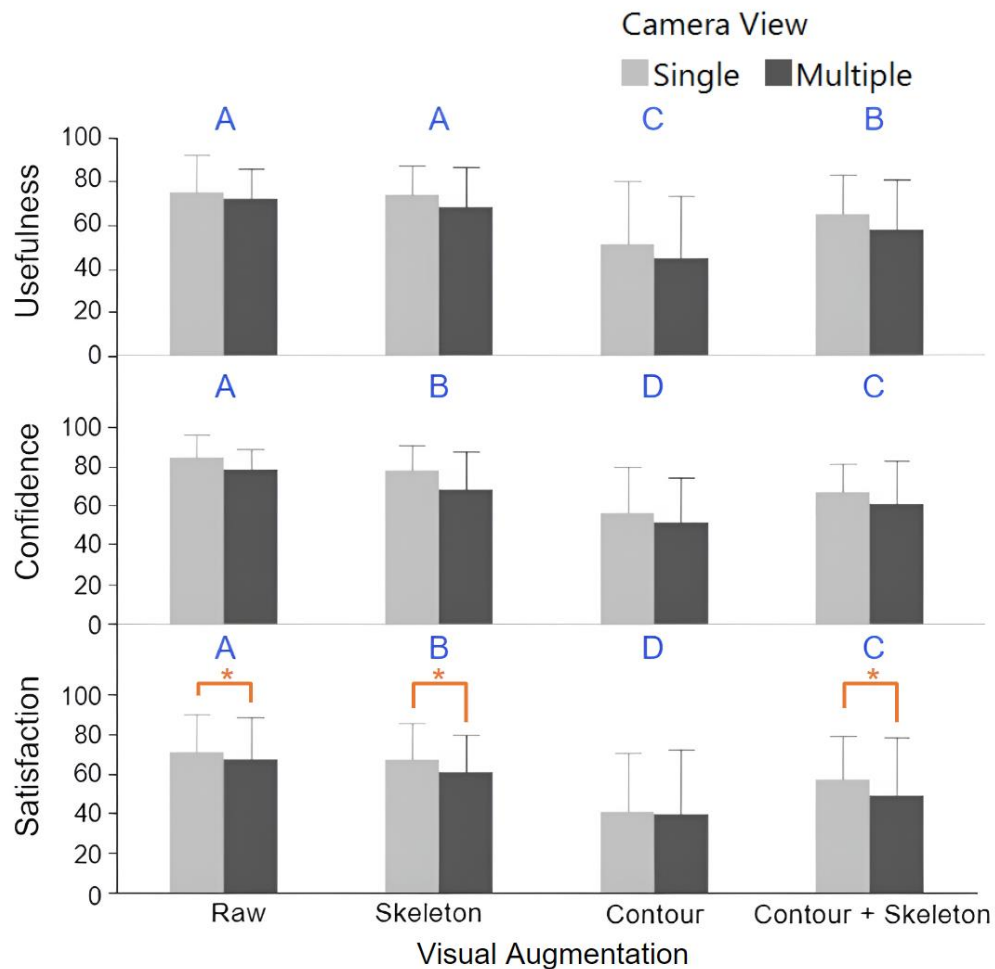 Camera View
Single Multiple
A A C B
Usefulness
100
80
60
40
20
0
A B D C
Confidence
100
80
60
40
20
0
A B D C
* * *
Satisfaction
100
80
60
40
20
0
Raw Skeleton Contour Contour + Skeleton
Visual Augmentation